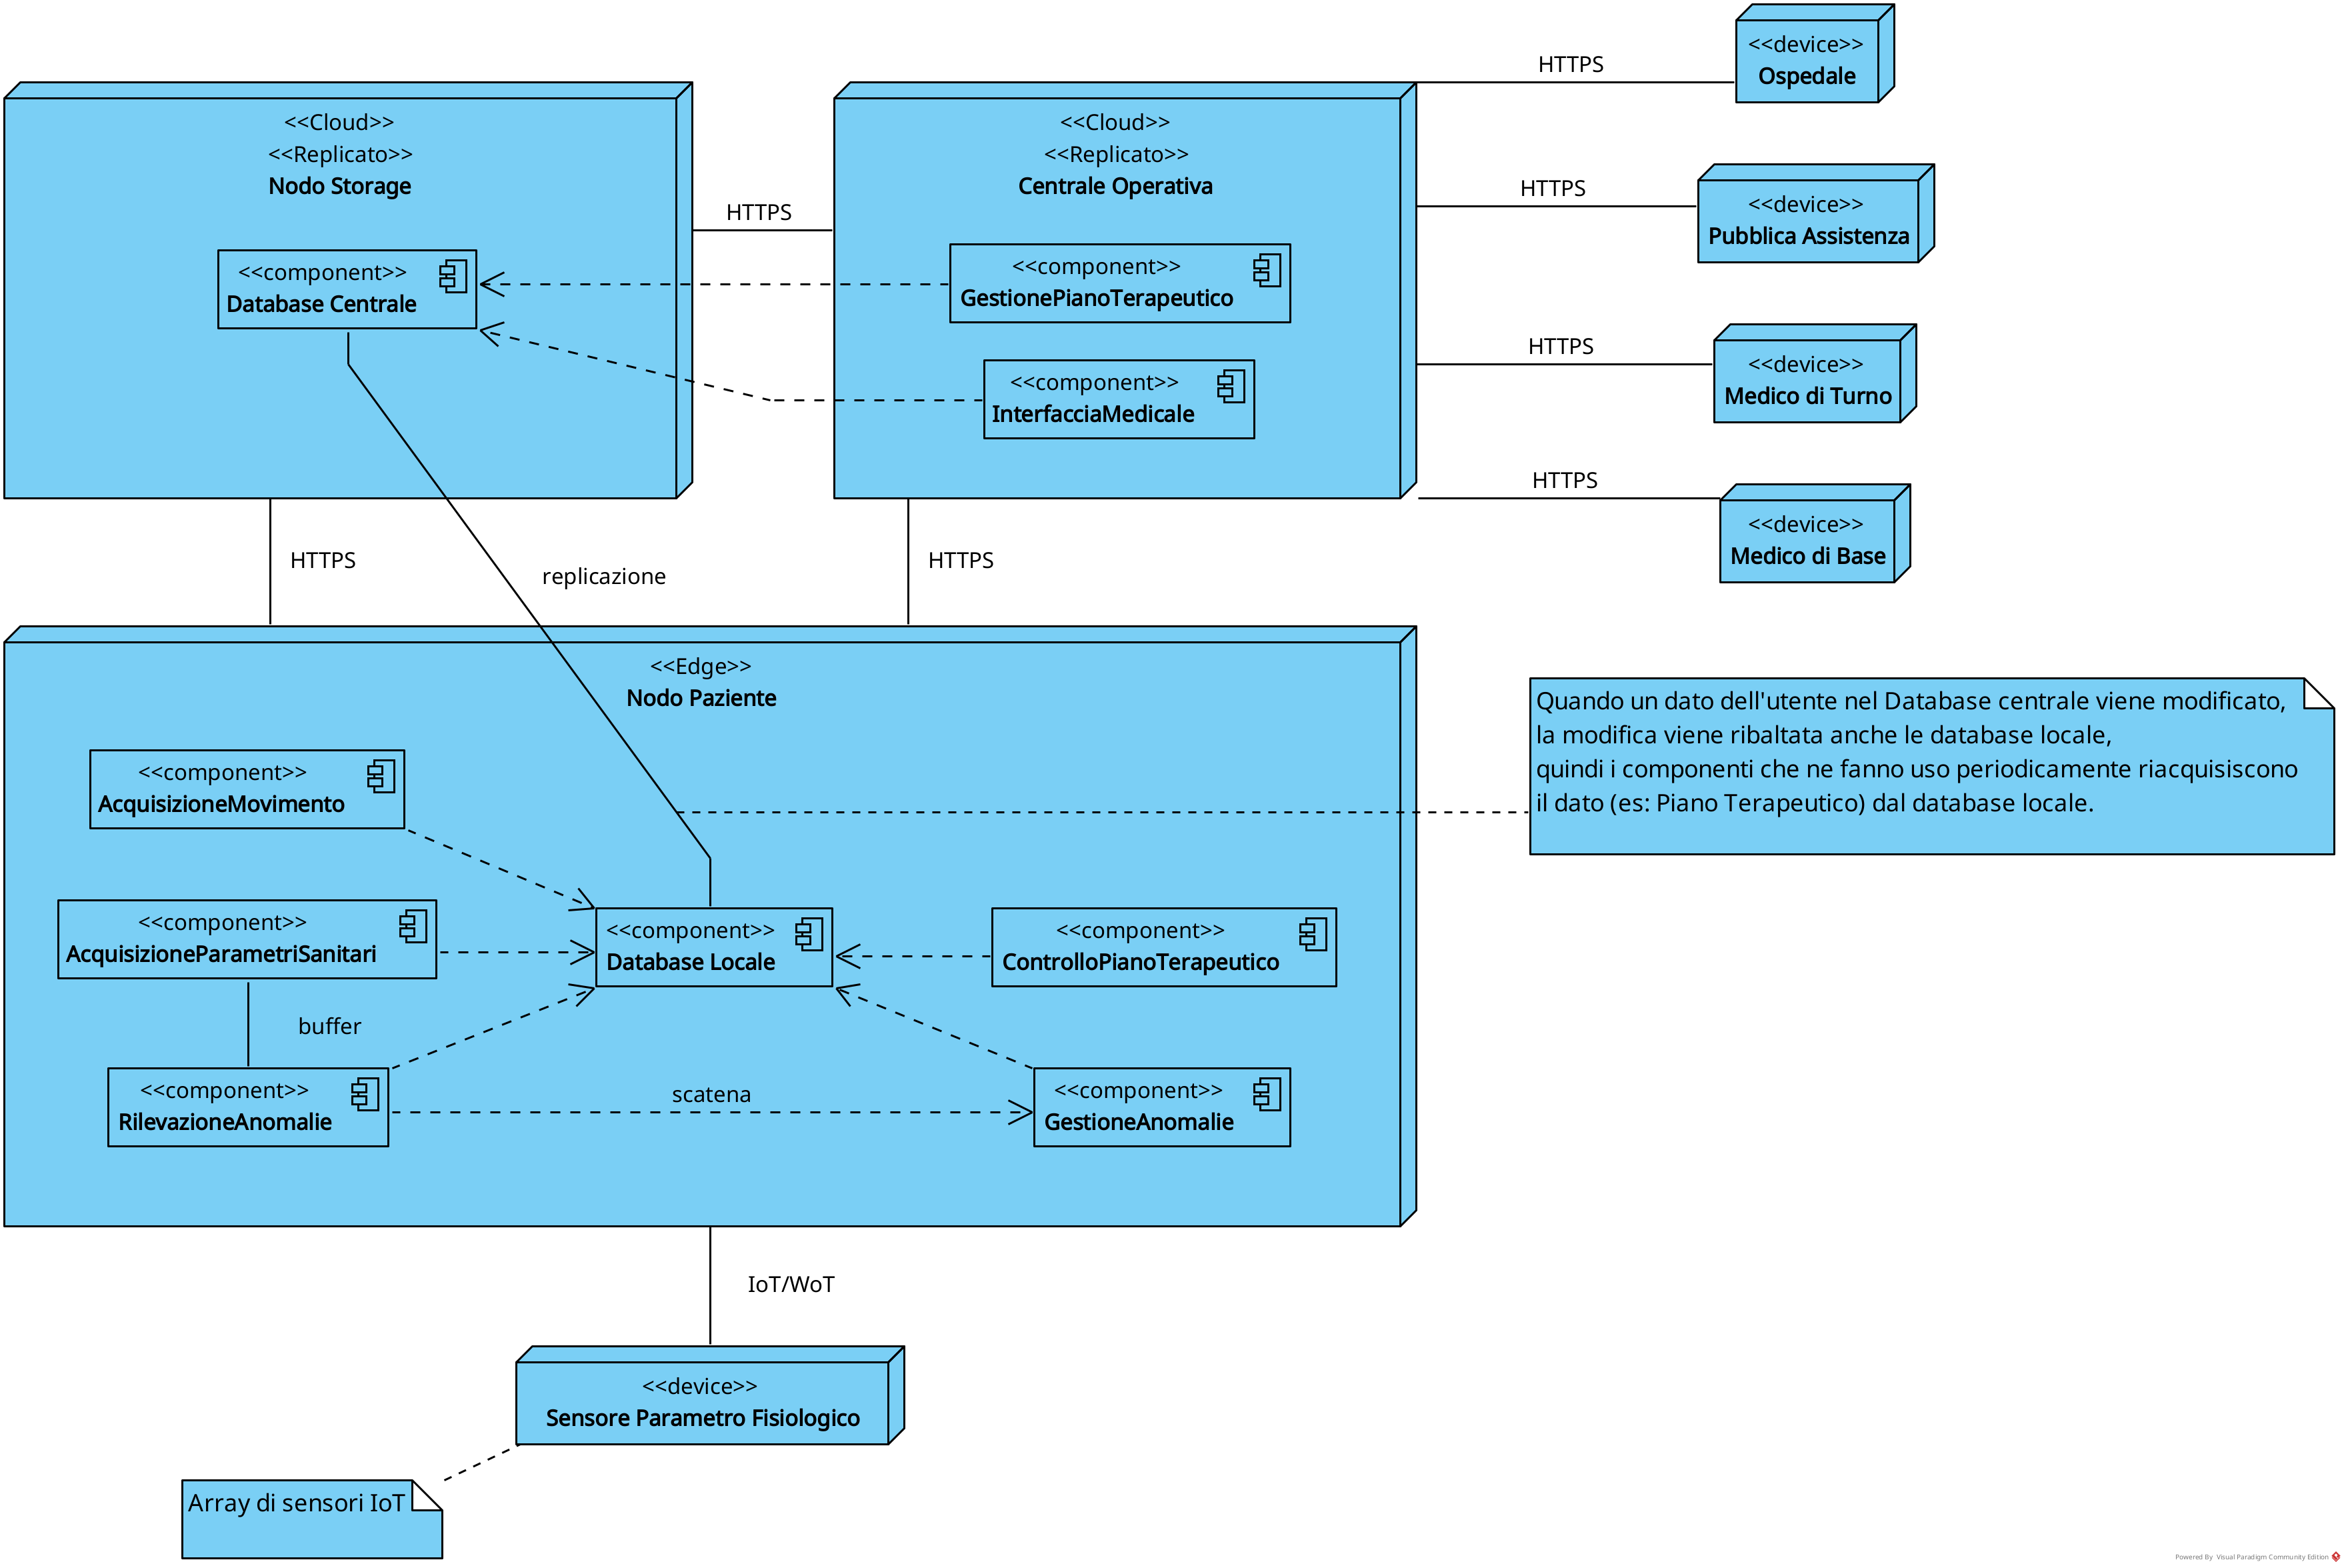 <<device>>
Ospedale
HTTPS
<<Cloud>>
<<Replicato>>
Nodo Storage
<<Cloud>>
<<Replicato>>
Centrale Operativa
HTTPS
HTTPS
<<device>>
Pubblica Assistenza
<<component>>
Database Centrale
<<component>>
GestionePianoTerapeutico
<<component>>
InterfacciaMedicale
HTTPS
<<device>>
Medico di Turno
HTTPS
<<device>>
Medico di Base
HTTPS
replicazione
HTTPS
<<Edge>>
Nodo Paziente
Quando un dato dell'utente nel Database centrale viene modificato,
la modifica viene ribaltata anche le database locale,
quindi i componenti che ne fanno uso periodicamente riacquisiscono
il dato (es: Piano Terapeutico) dal database locale.
<<component>>
AcquisizioneMovimento
<<component>>
AcquisizioneParametriSanitari
<<component>>
Database Locale
<<component>>
ControlloPianoTerapeutico
buffer
<<component>>
RilevazioneAnomalie
scatena
<<component>>
GestioneAnomalie
IoT/WoT
<<device>>
Sensore Parametro Fisiologico
Array di sensori IoT
Powered By Visual Paradigm Community Edition